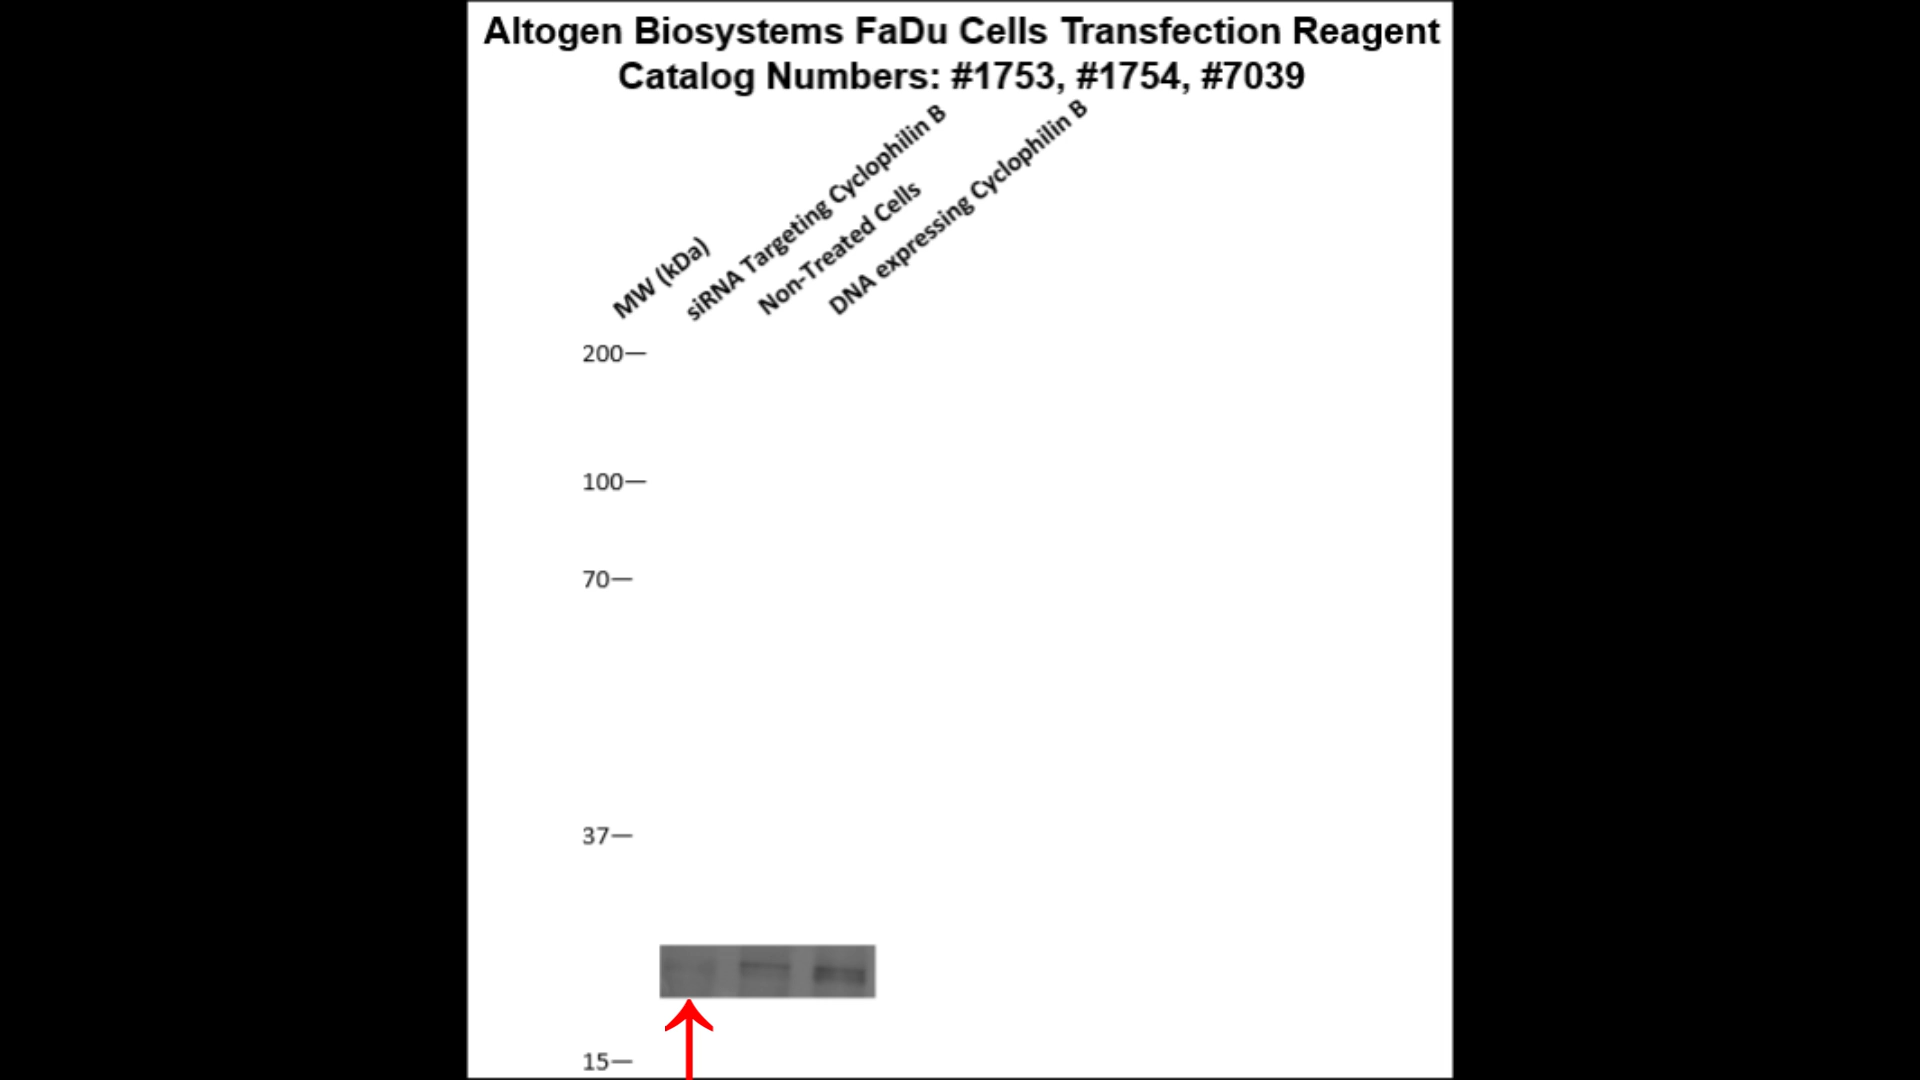 Altogen Biosystems FaDu Cells Transfection Reagent
Catalog Numbers: #1753, #1754, #7039
MW (kDa)
siRNA Targeting Cyclophilin B
Non-Treated Cells
DNA expressing Cyclophilin B
200—
100—
70—
37—
15—